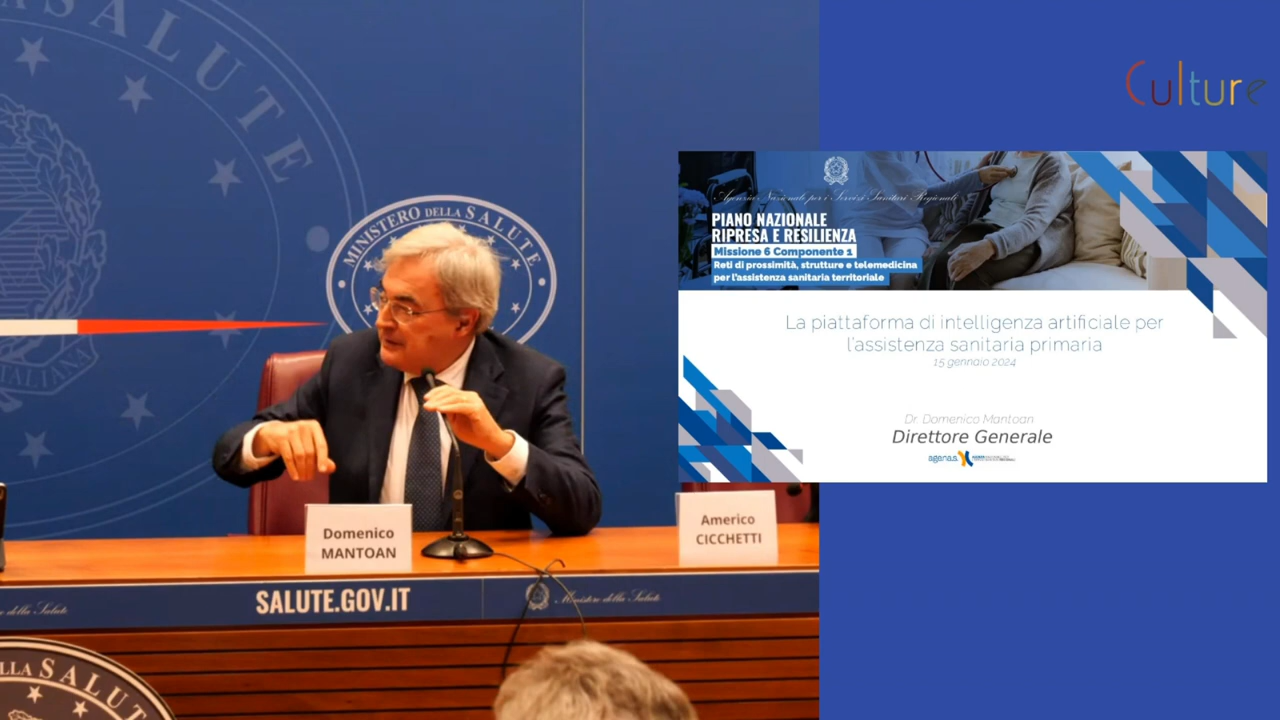 SALUTE
ITALIANA
MINISTERO DELLA SALUTE
Domenico
MANTOAN
Americo
CICCHETTI
SALUTE.GOV.IT
Ministero della Salute
LLA SALUTE
Culture
Agenzia Nazionale per i Servizi Sanitari Regionali
PIANO NAZIONALE
RIPRESA E RESILIENZA
Missione 6 Componente 1
Reti di prossimità, strutture e telemedicina
per l'assistenza sanitaria territoriale
La piattaforma di intelligenza artificiale per
l'assistenza sanitaria primaria
15 gennaio 2024
Dr. Domenico Mantoan
Direttore Generale
agenas